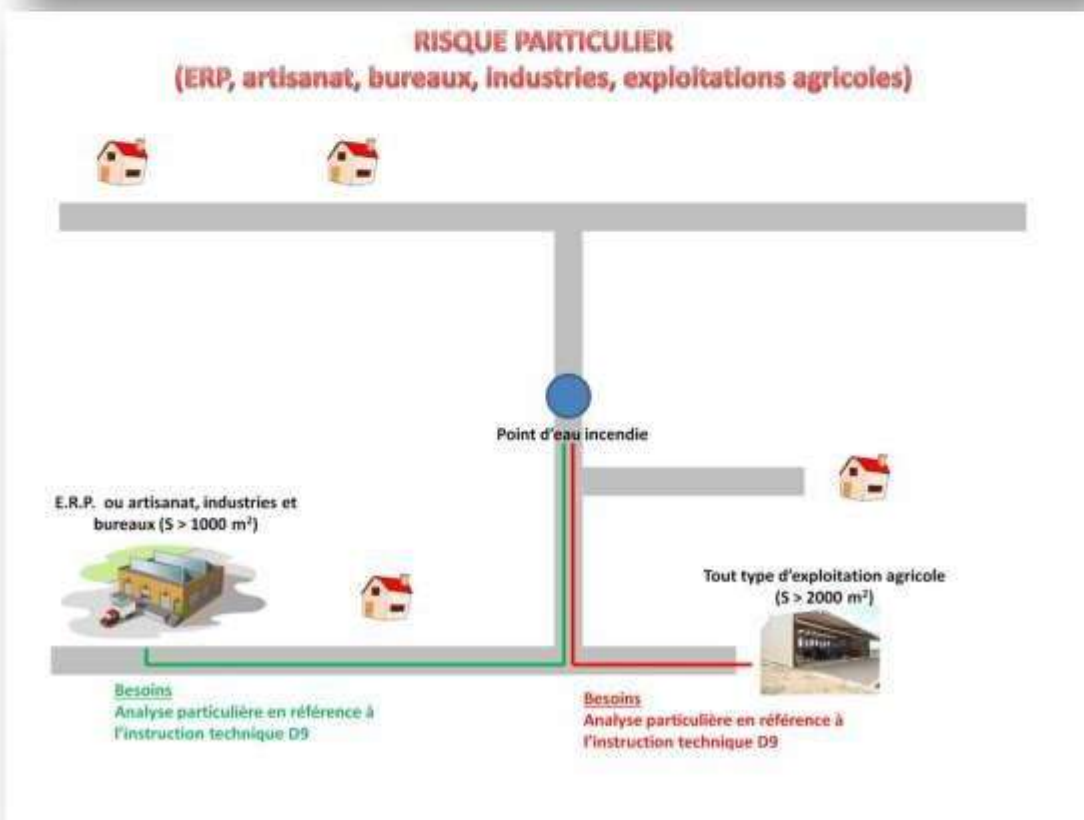 RISQUE PARTICULIER
(ERP, artisanat, bureaux, industries, exploitations agricoles)
Point d'eau incendie
E.R.P. ou artisanat, industries et
bureaux (S > 1000 m²)
Tout type d'exploitation agricole
(S > 2000 m²)
Besoins
Analyse particulière en référence à
l'instruction technique D9
Besoins
Analyse particulière en référence à
l'instruction technique D9